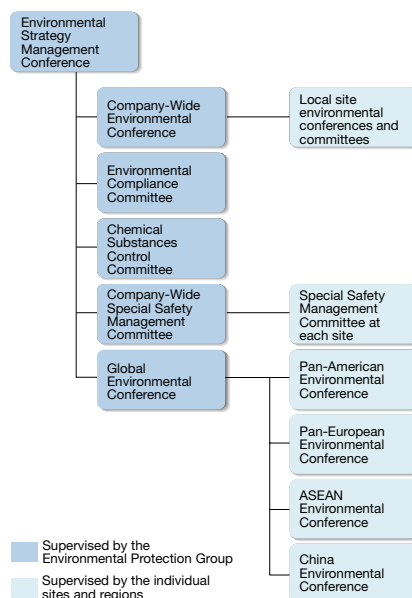 Environmental
Strategy
Management
Conference
Company-Wide
Environmental
Conference
Local site
environmental
conferences and
committees
Environmental
Compliance
Committee
Chemical
Substances
Control
Committee
Company-Wide
Special Safety
Management
Committee
Special Safety
Management
Committee at
each site
Global
Environmental
Conference
Pan-American
Environmental
Conference
Pan-European
Environmental
Conference
ASEAN
Environmental
Conference
China
Environmental
Conference
Supervised by the
Environmental Protection Group
Supervised by the individual
sites and regions